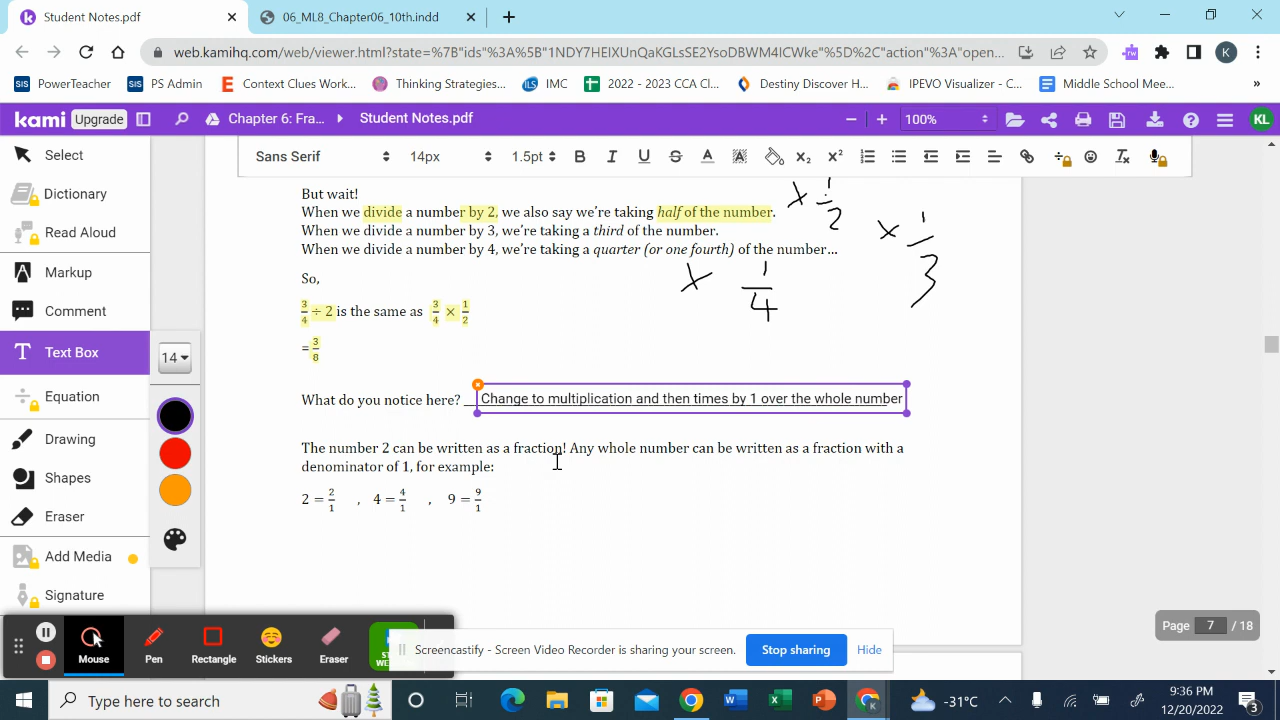 Student Notes.pdf
06_ML8_Chapter06_10th.indd
web.kamihq.com/web/viewer.html?state=%7B"ids"%3A%5B"1NDY7HEIXUnQaKGLsSE2YsoDBWM4ICWke"%5D%2C"action"%3A"open...
K
SIS PowerTeacher
SIS PS Admin
E Context Clues Work
Thinking Strategies...
ILS IMC
2022 - 2023 CCA Cl...
Destiny Discover H...
IPEVO Visualizer - C...
Middle School Mee...
»
kami Upgrade
Chapter 6: Fra...
Student Notes.pdf
100%
KL
Select
Dictionary
Read Aloud
Markup
Comment
T Text Box
Equation
Drawing
Shapes
Eraser
Add Media
Signature
Sans Serif 14px 1.5pt B I U S A X₂ X²
14
But wait!
When we divide a number by 2, we also say we're taking half of the number.
When we divide a number by 3, we're taking a third of the number.
When we divide a number by 4, we're taking a quarter (or one fourth) of the number…
× 1/2
× 1/3
× 1/4
So,
3/4 ÷ 2 is the same as 3/4 × 1/2
= 3/8
What do you notice here? Change to multiplication and then times by 1 over the whole number
The number 2 can be written as a fraction! Any whole number can be written as a fraction with a
denominator of 1, for example:
2 = 2/1 , 4 = 4/1 , 9 = 9/1
Page 7 / 18
Mouse
Pen
Rectangle
Stickers
Eraser
Screencastify - Screen Video Recorder is sharing your screen.
Stop sharing
Hide
Type here to search
-31°C
9:36 PM
12/20/2022
3